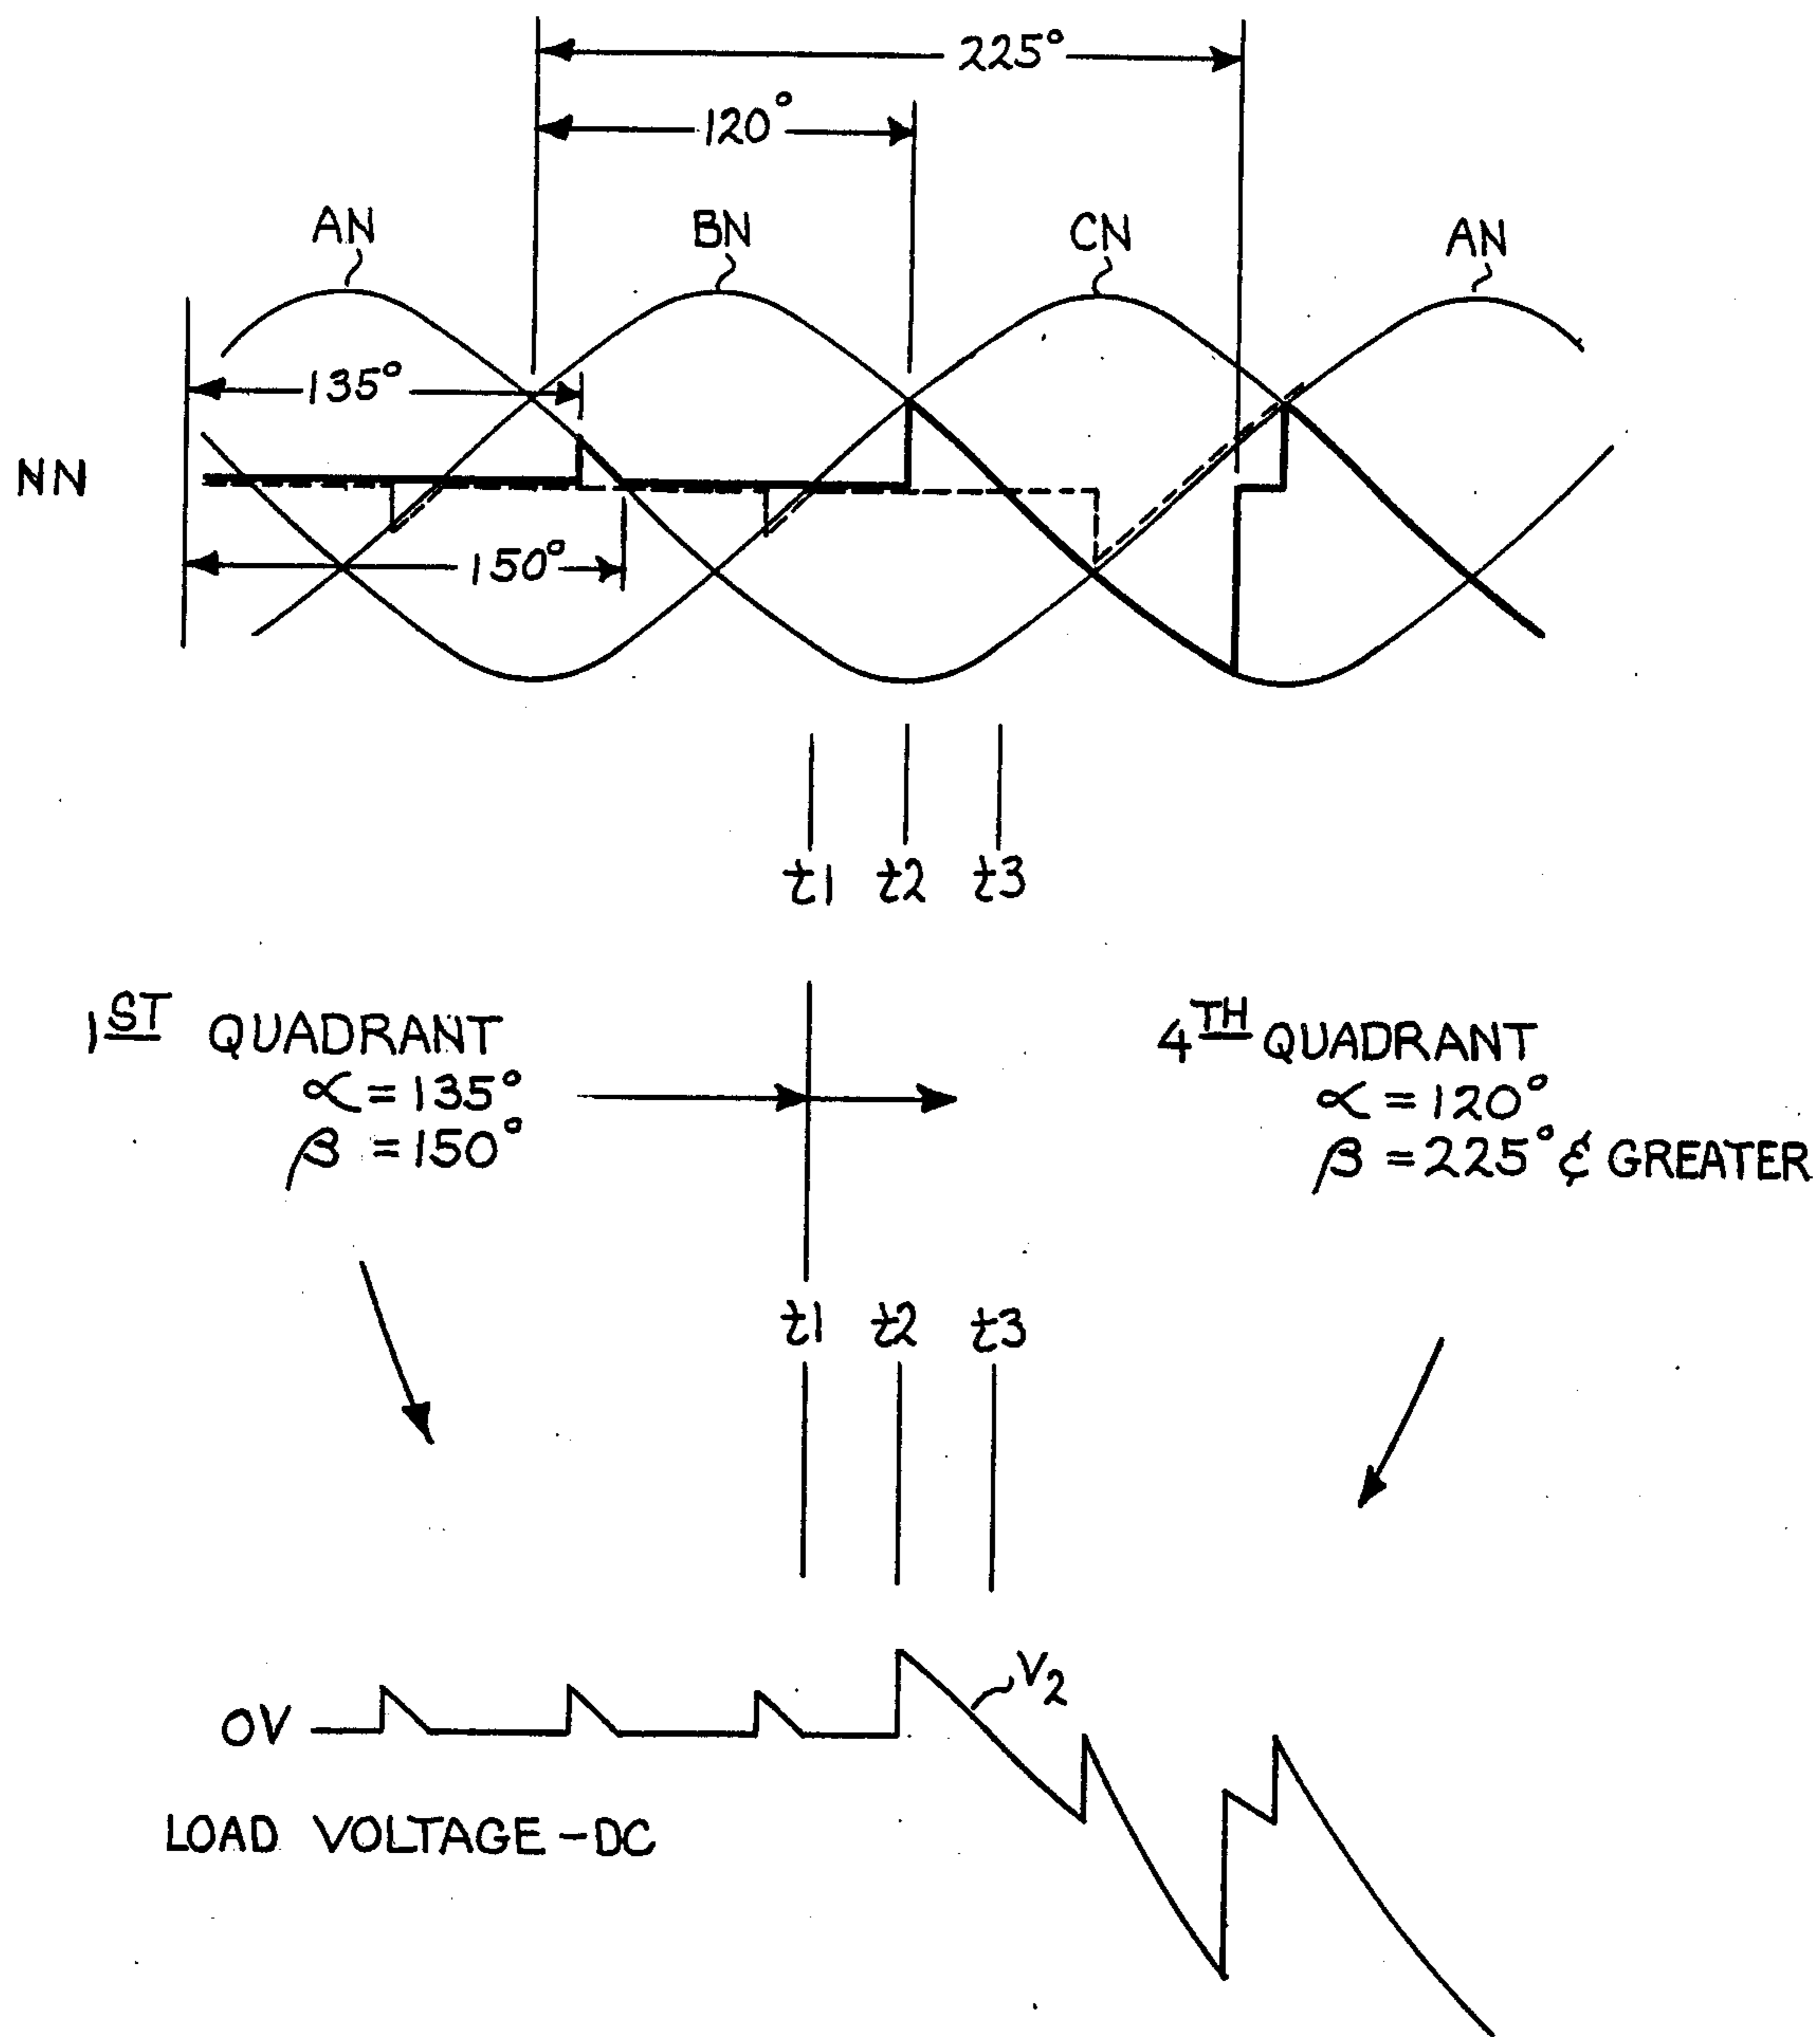 225°
120°
AN
BN
CN
AN
135°
NN
150°
t1
t2
t3
1ST QUADRANT
α = 135°
β = 150°
4TH QUADRANT
α = 120°
β = 225° & GREATER
t1
t2
t3
V2
0V
LOAD VOLTAGE - DC